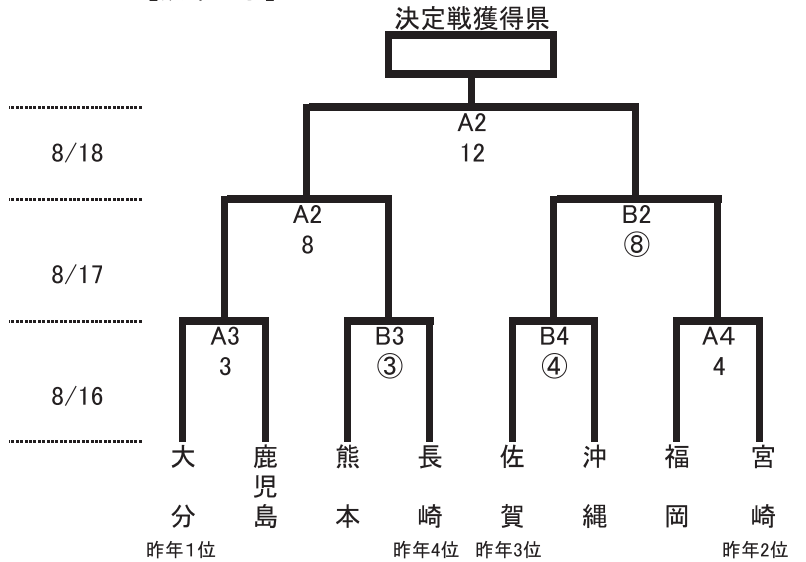 決定戦獲得県
A2
12
8/18
A2
8
B2
⑧
8/17
A3
3
B3
③
B4
④
A4
4
8/16
大分
鹿児島
熊本
長崎
佐賀
沖縄
福岡
宮崎
昨年1位
昨年4位
昨年3位
昨年2位